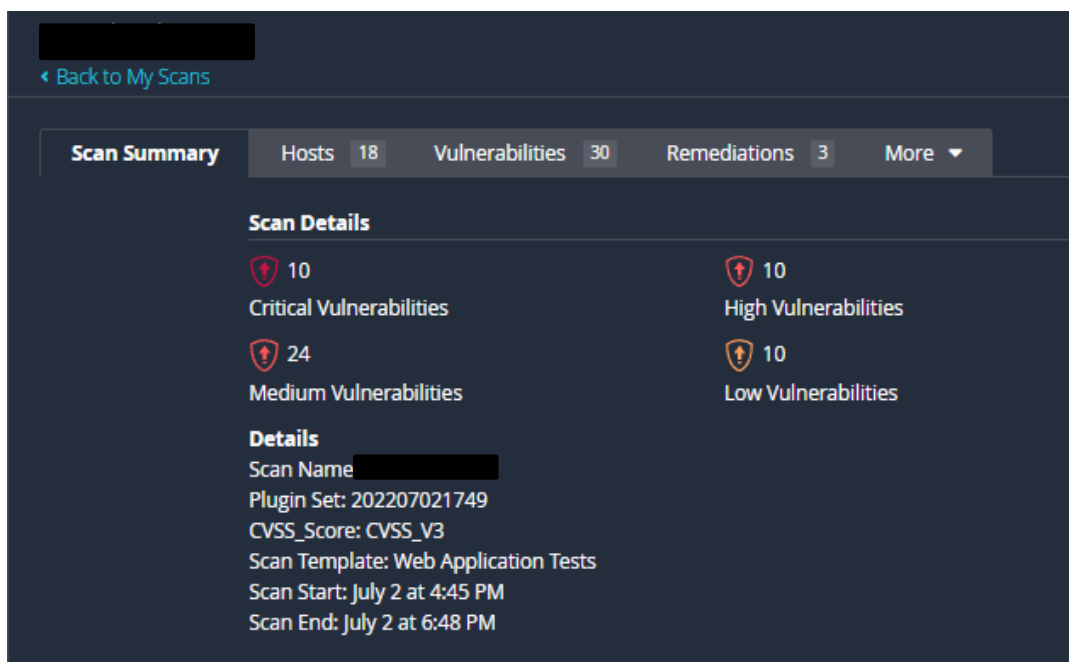 Back to My Scans
Scan Summary Hosts 18 Vulnerabilities 30 Remediations 3 More
Scan Details
10 10
Critical Vulnerabilities High Vulnerabilities
24 10
Medium Vulnerabilities Low Vulnerabilities
Details
Scan Name
Plugin Set: 202207021749
CVSS_Score: CVSS_V3
Scan Template: Web Application Tests
Scan Start: July 2 at 4:45 PM
Scan End: July 2 at 6:48 PM